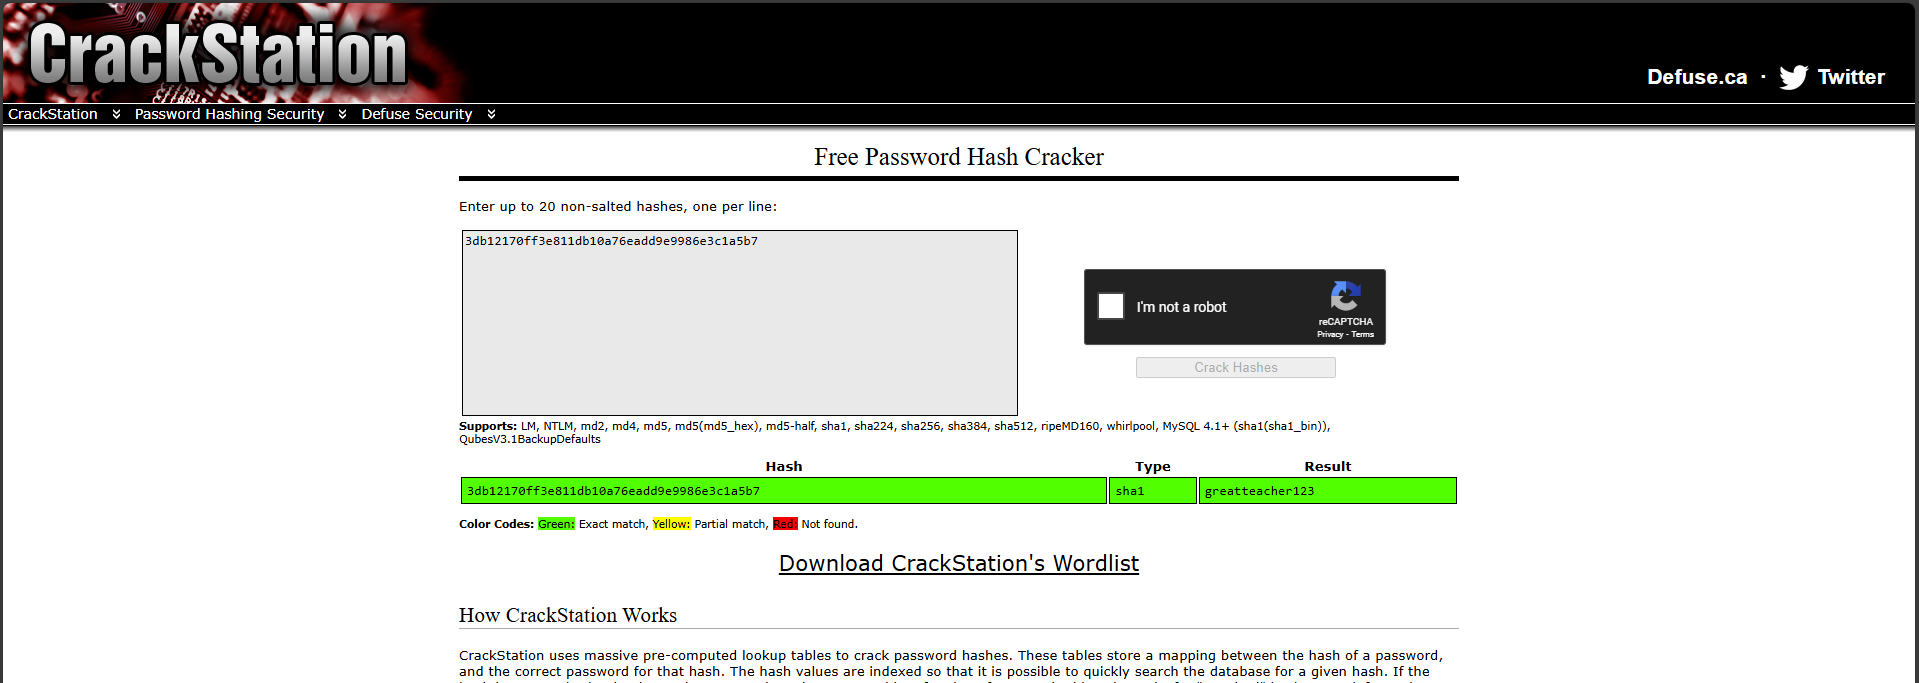 CrackStation
Defuse.ca · Twitter
CrackStation Password Hashing Security Defuse Security
Free Password Hash Cracker
Enter up to 20 non-salted hashes, one per line:
3db12170ff3e811db10a76eadd9e9986e3c1a5b7
I'm not a robot
reCAPTCHA
Privacy - Terms
Crack Hashes
Supports: LM, NTLM, md2, md4, md5, md5(md5_hex), md5-half, sha1, sha224, sha256, sha384, sha512, ripeMD160, whirlpool, MySQL 4.1+ (sha1(sha1_bin)),
QubesV3.1BackupDefaults
Hash Type Result
3db12170ff3e811db10a76eadd9e9986e3c1a5b7 sha1 greatteacher123
Color Codes: Green: Exact match, Yellow: Partial match, Red: Not found.
Download CrackStation's Wordlist
How CrackStation Works
CrackStation uses massive pre-computed lookup tables to crack password hashes. These tables store a mapping between the hash of a password,
and the correct password for that hash. The hash values are indexed so that it is possible to quickly search the database for a given hash. If the